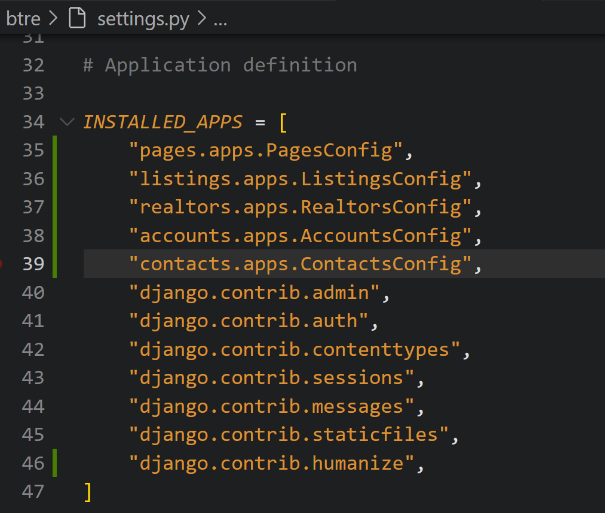 btre > settings.py > ...
31
32 # Application definition
33
34 INSTALLED_APPS = [
35 "pages.apps.PagesConfig",
36 "listings.apps.ListingsConfig",
37 "realtors.apps.RealtorsConfig",
38 "accounts.apps.AccountsConfig",
39 "contacts.apps.ContactsConfig",
40 "django.contrib.admin",
41 "django.contrib.auth",
42 "django.contrib.contenttypes",
43 "django.contrib.sessions",
44 "django.contrib.messages",
45 "django.contrib.staticfiles",
46 "django.contrib.humanize",
47 ]